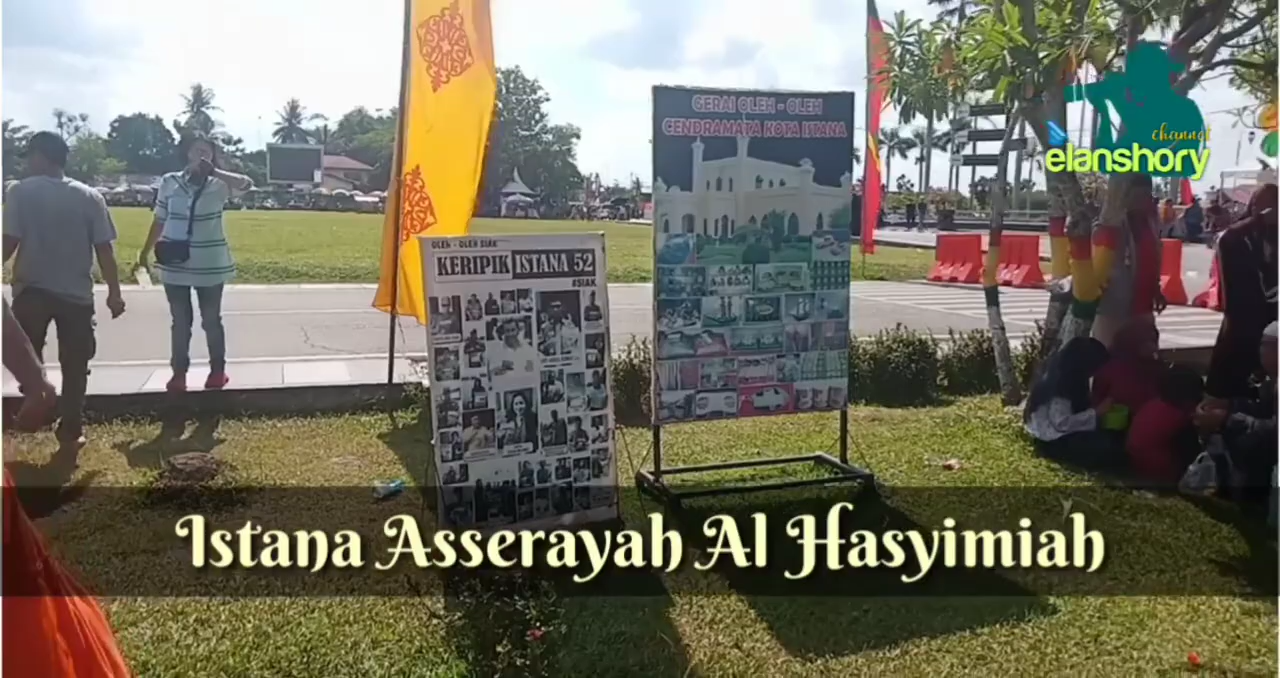 GERAI OLEH - OLEH
CENDRAMATA KOTA ISTANA
channel
elanshory
OLEH - OLEH SIAK
KERIPIK ISTANA 52
#SIAK
Istana Asserayah Al Hasyimiah